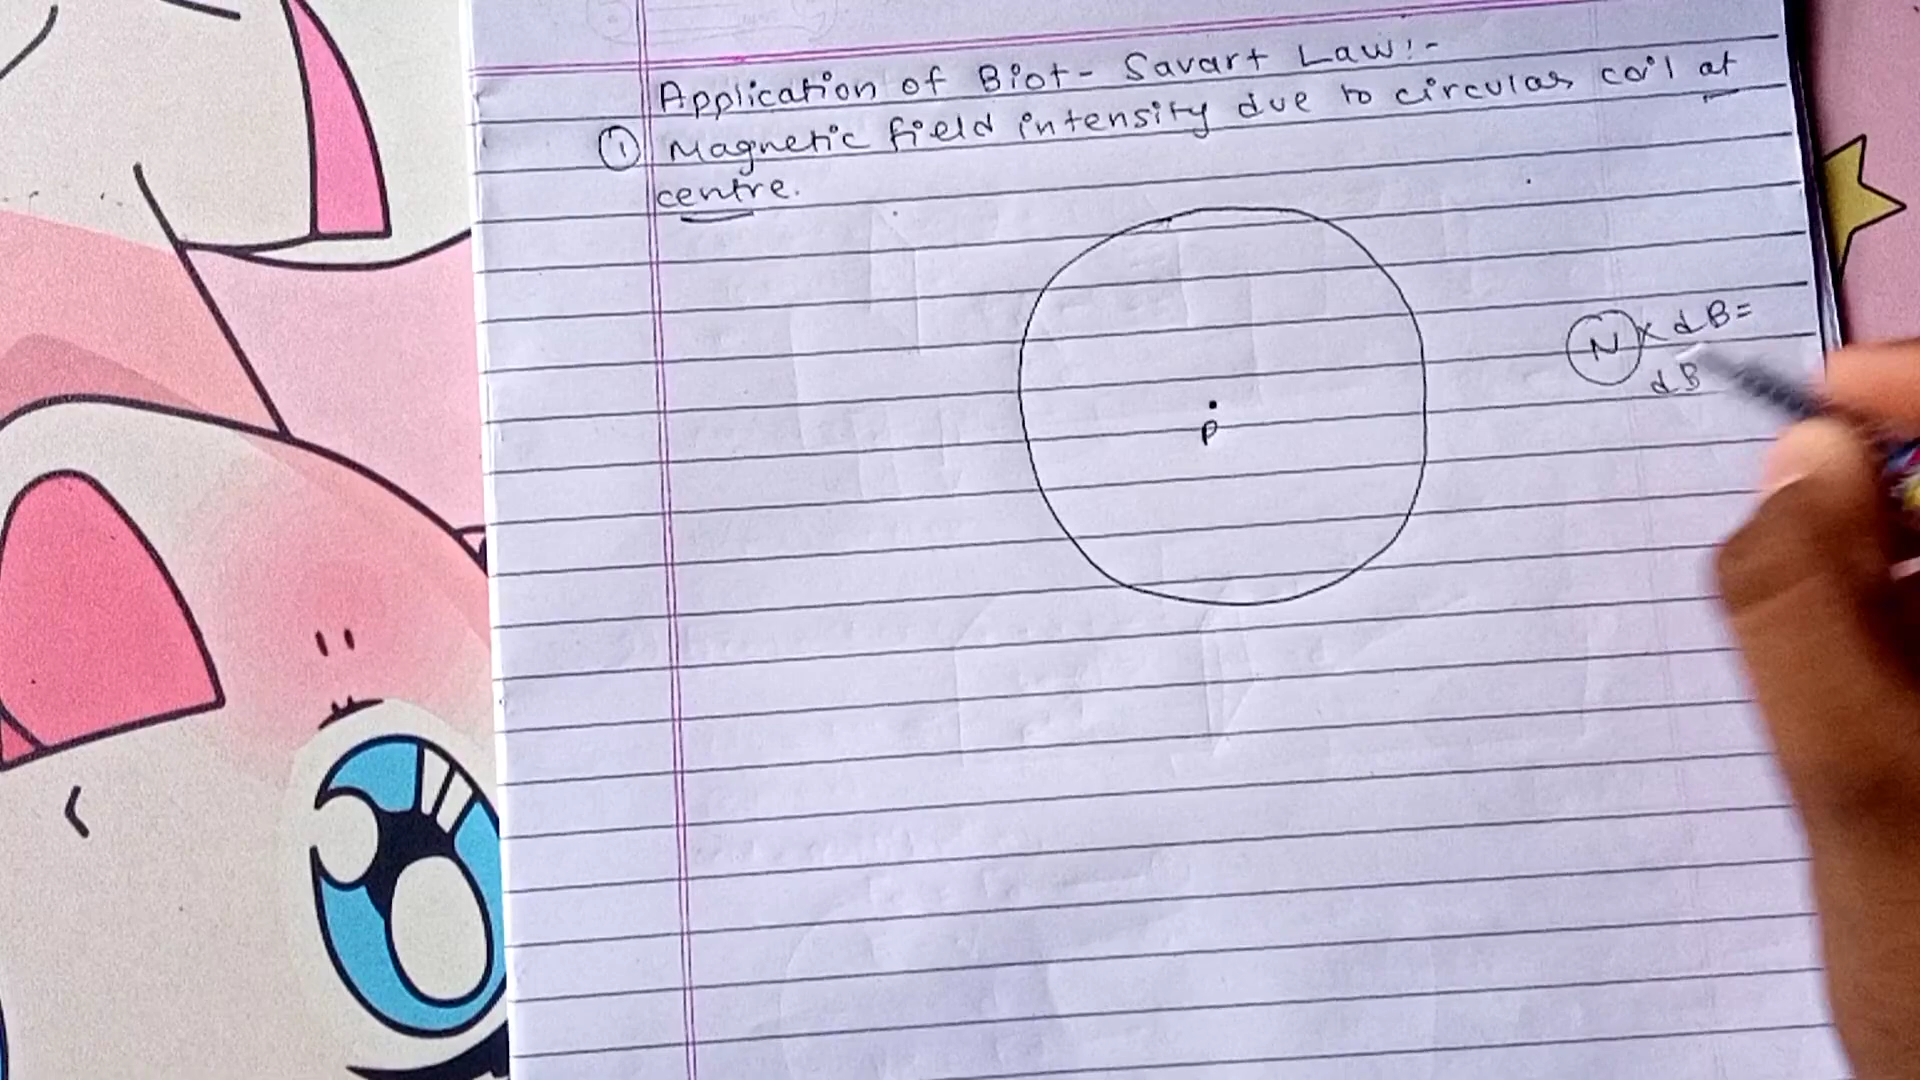 Application of Biot - Savart Law :-
① Magnetic field intensity due to circular coil at
centre.
N × dB =
dB
P